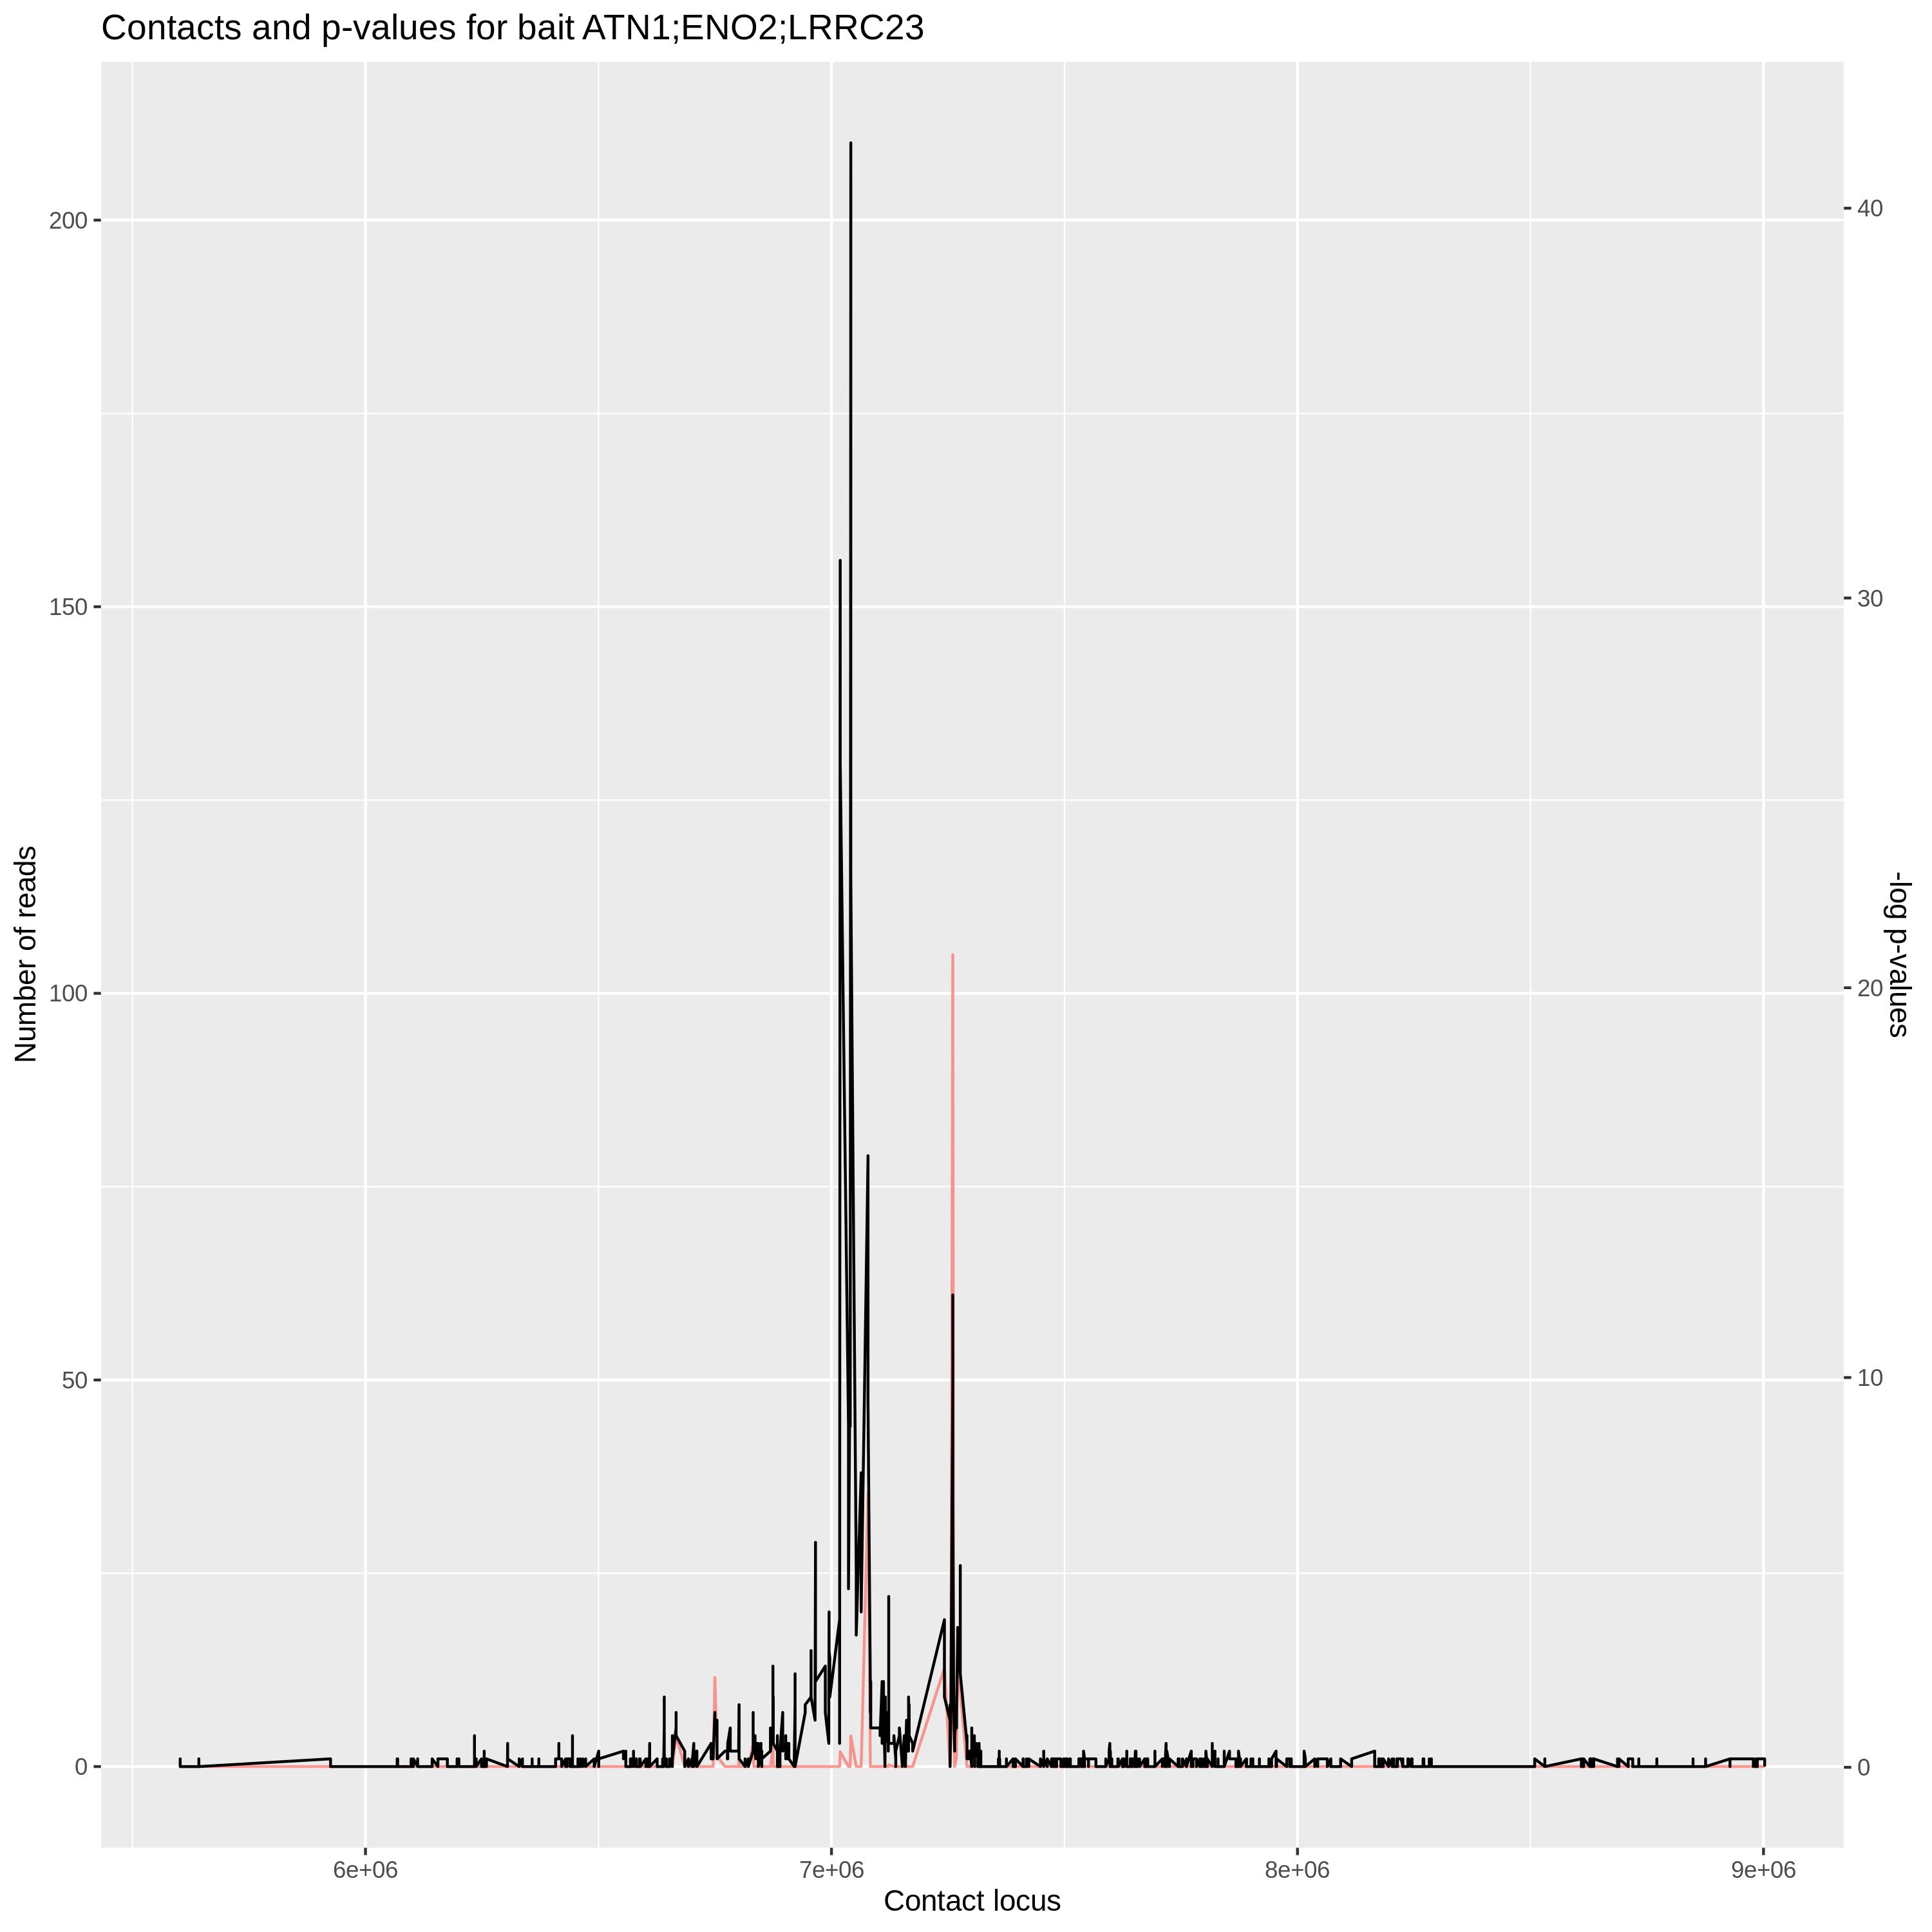 Contacts and p-values for bait ATN1;ENO2;LRRC23
200
150
100
50
0
Number of reads
40
30
20
10
0
-log p-values
6e+06
7e+06
8e+06
9e+06
Contact locus